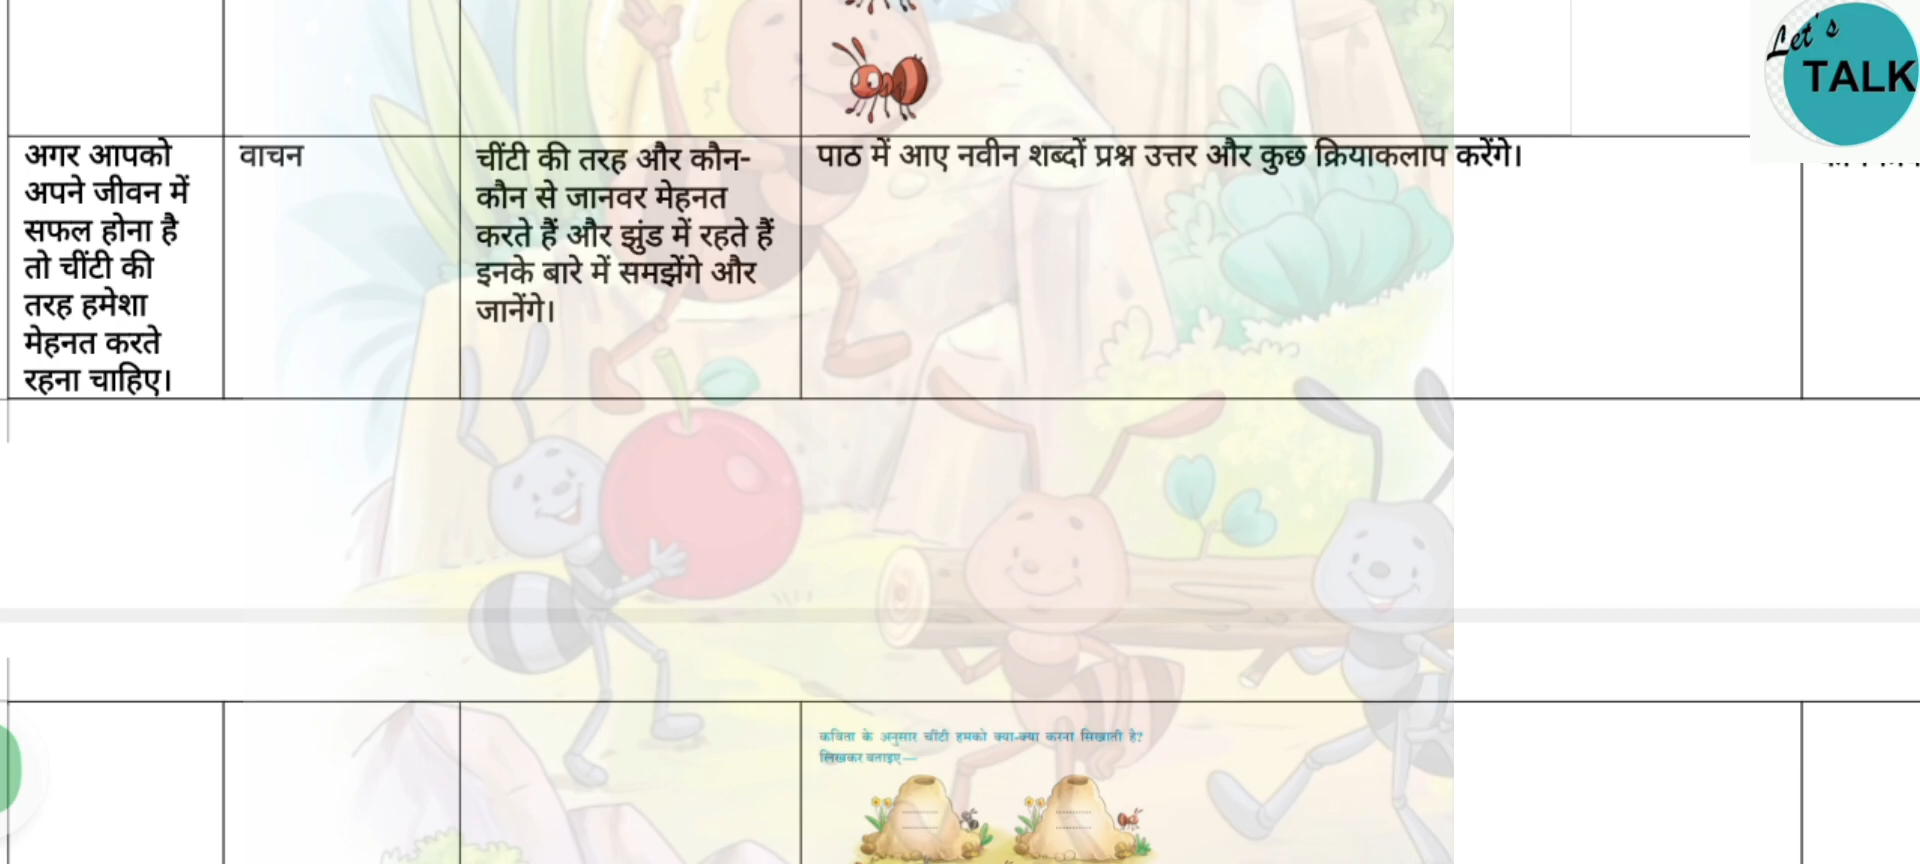 Let's
TALK
अगर आपको
अपने जीवन में
सफल होना है
तो चींटी की
तरह हमेशा
मेहनत करते
रहना चाहिए।
वाचन
चींटी की तरह और कौन-
कौन से जानवर मेहनत
करते हैं और झुंड में रहते हैं
इनके बारे में समझेंगे और
जानेंगे।
पाठ में आए नवीन शब्दों प्रश्न उत्तर और कुछ क्रियाकलाप करेंगे।
कविता के अनुसार चींटी हमको क्या-क्या करना सिखाती है?
लिखकर बताइए—